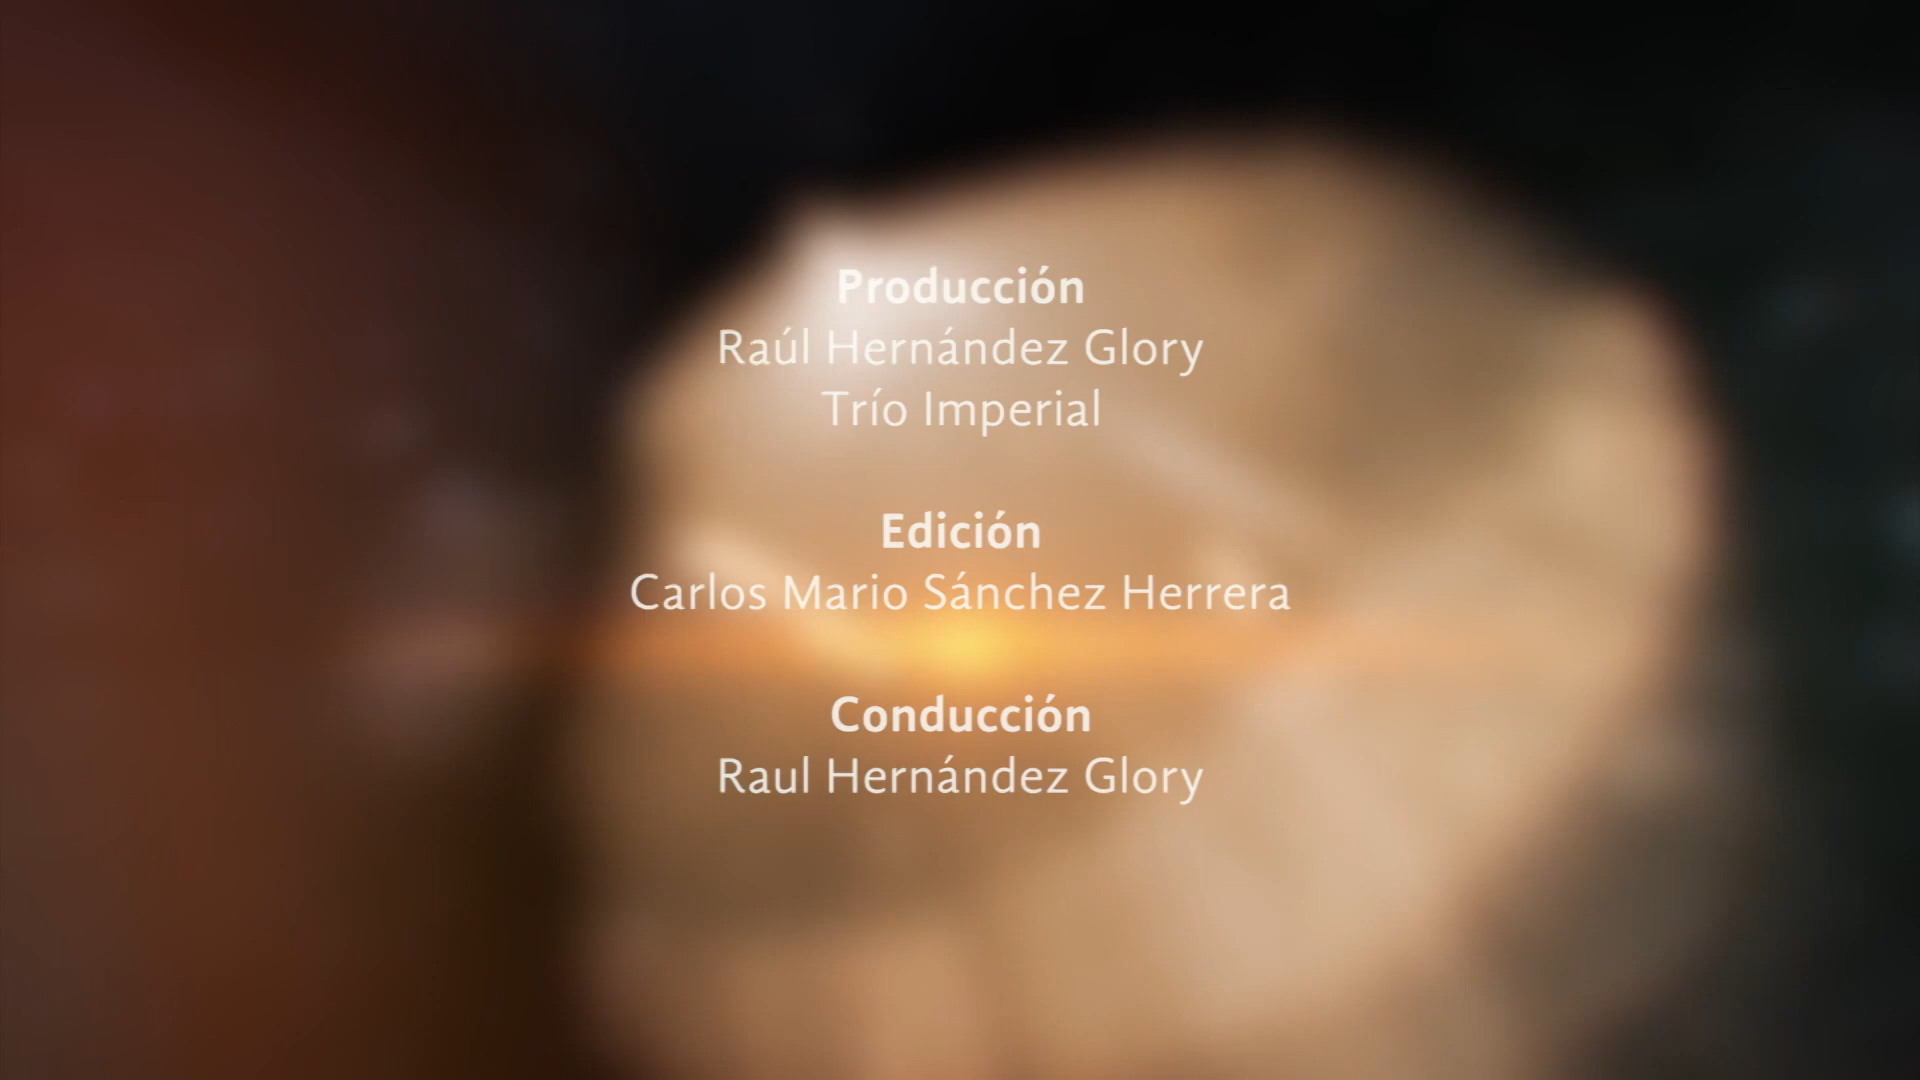 Producción
Raúl Hernández Glory
Trío Imperial
Edición
Carlos Mario Sánchez Herrera
Conducción
Raul Hernández Glory